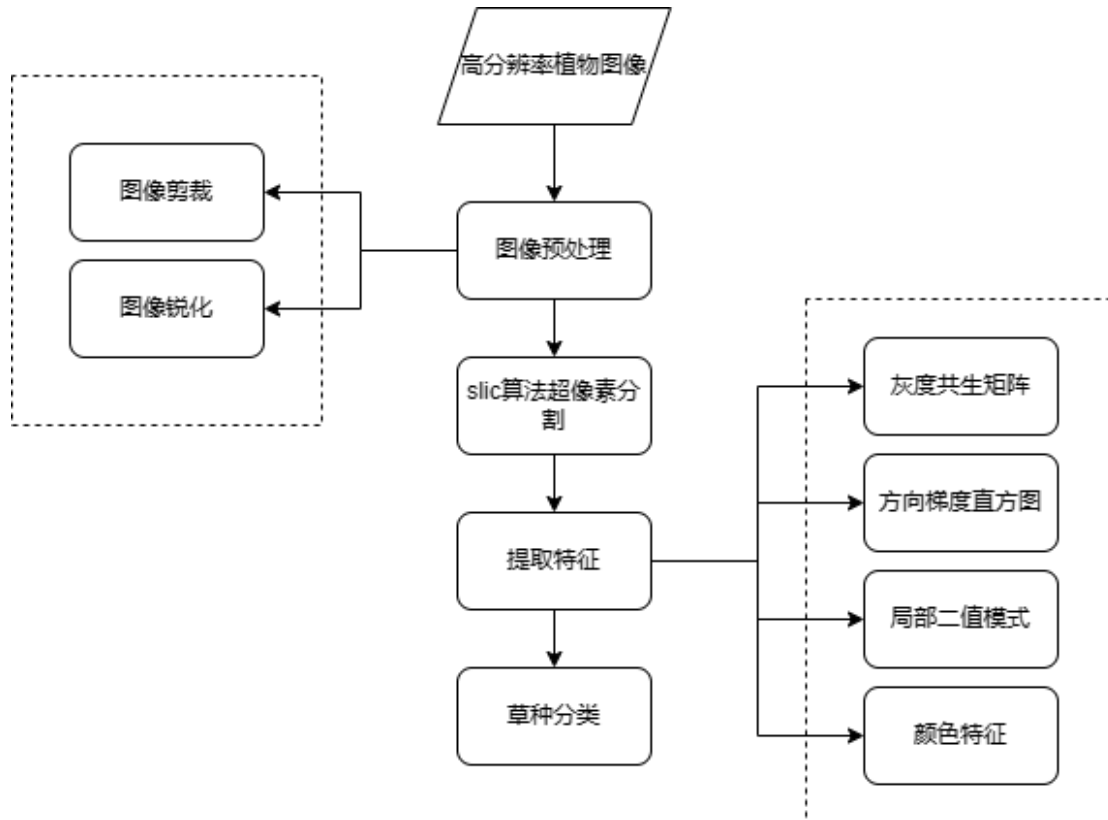 高分辨率植物图像
图像剪裁
图像预处理
图像锐化
slic算法超像素分
割
灰度共生矩阵
方向梯度直方图
提取特征
局部二值模式
草种分类
颜色特征